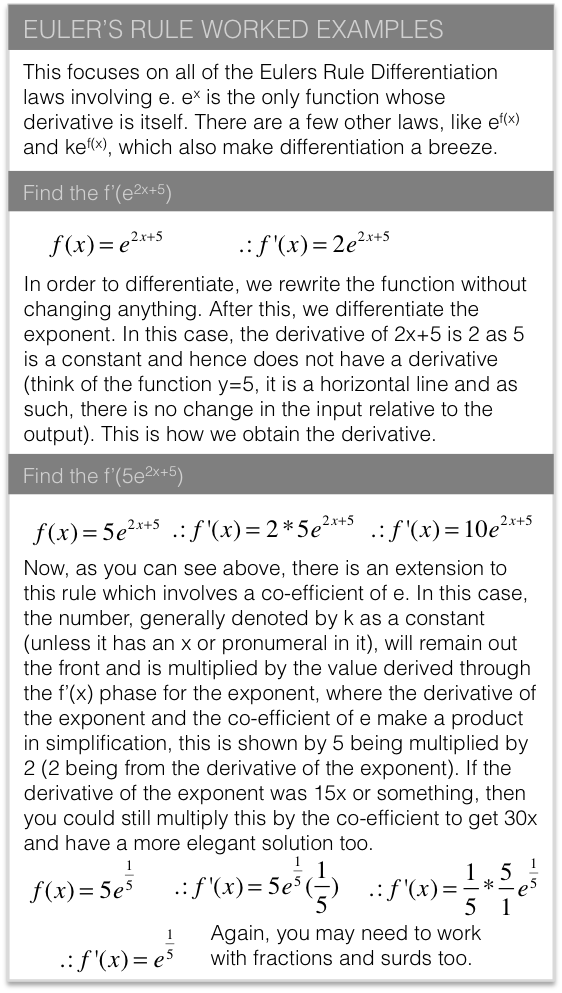 EULER'S RULE WORKED EXAMPLES
This focuses on all of the Eulers Rule Differentiation
laws involving e. eˣ is the only function whose
derivative is itself. There are a few other laws, like e^f(x)
and ke^f(x), which also make differentiation a breeze.
Find the f'(e^2x+5)
f(x) = e^2x+5 .: f'(x) = 2e^2x+5
In order to differentiate, we rewrite the function without
changing anything. After this, we differentiate the
exponent. In this case, the derivative of 2x+5 is 2 as 5
is a constant and hence does not have a derivative
(think of the function y=5, it is a horizontal line and as
such, there is no change in the input relative to the
output). This is how we obtain the derivative.
Find the f'(5e^2x+5)
f(x) = 5e^2x+5 .: f'(x) = 2*5e^2x+5 .: f'(x) = 10e^2x+5
Now, as you can see above, there is an extension to
this rule which involves a co-efficient of e. In this case,
the number, generally denoted by k as a constant
(unless it has an x or pronumeral in it), will remain out
the front and is multiplied by the value derived through
the f'(x) phase for the exponent, where the derivative of
the exponent and the co-efficient of e make a product
in simplification, this is shown by 5 being multiplied by
2 (2 being from the derivative of the exponent). If the
derivative of the exponent was 15x or something, then
you could still multiply this by the co-efficient to get 30x
and have a more elegant solution too.
f(x) = 5e^1/5 .: f'(x) = 5e^1/5(1/5) .: f'(x) = 1/5 * 5/1 e^1/5
.: f'(x) = e^1/5 Again, you may need to work
with fractions and surds too.